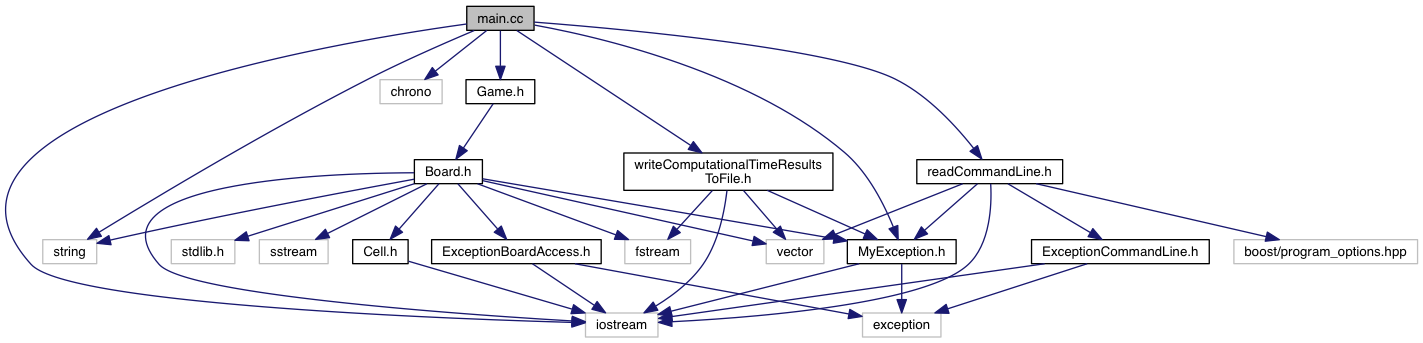 main.cc
chrono
Game.h
Board.h
writeComputationalTimeResults
ToFile.h
readCommandLine.h
string
stdlib.h
sstream
Cell.h
ExceptionBoardAccess.h
fstream
vector
MyException.h
ExceptionCommandLine.h
boost/program_options.hpp
iostream
exception